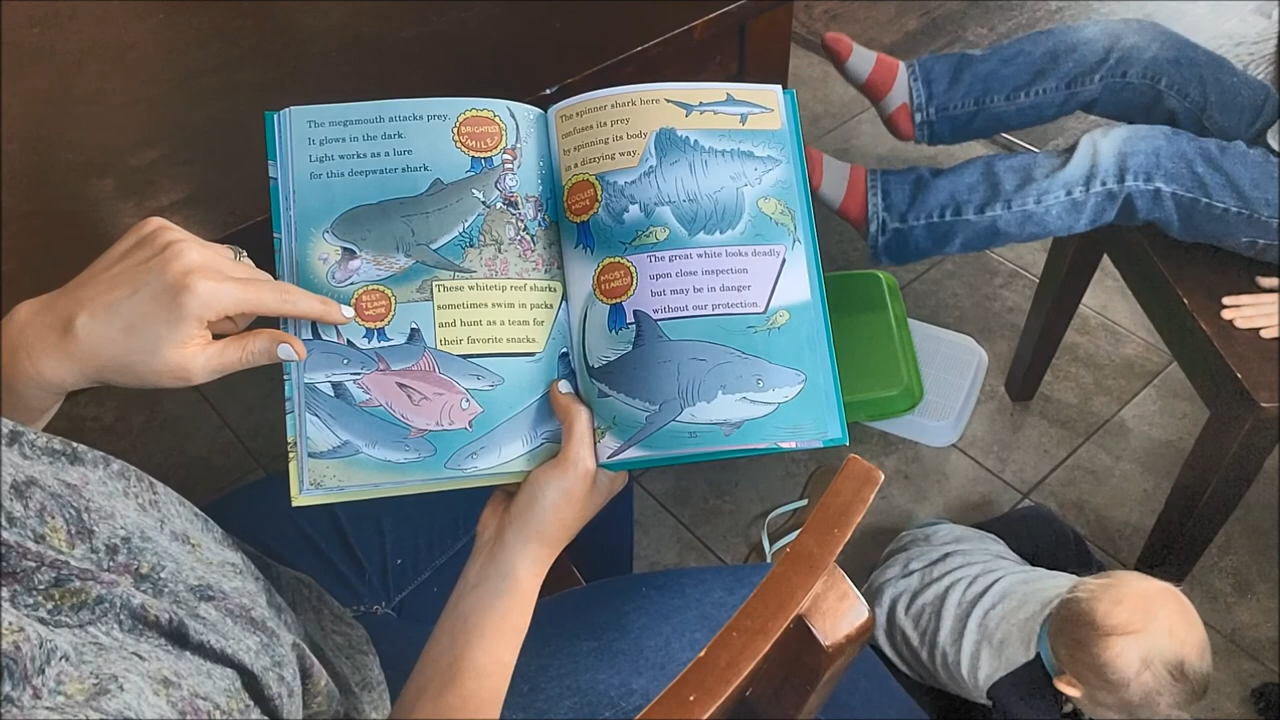 The megamouth attacks prey.
It glows in the dark.
Light works as a lure
for this deepwater shark.
BRIGHTEST
SMILE
BEST
TEAM-
WORK
These whitetip reef sharks
sometimes swim in packs
and hunt as a team for
their favorite snacks.
The spinner shark here
confuses its prey
by spinning its body
in a dizzying way.
COOLEST
MOVE
MOST
FEARED!
The great white looks deadly
upon close inspection
but may be in danger
without our protection.
35